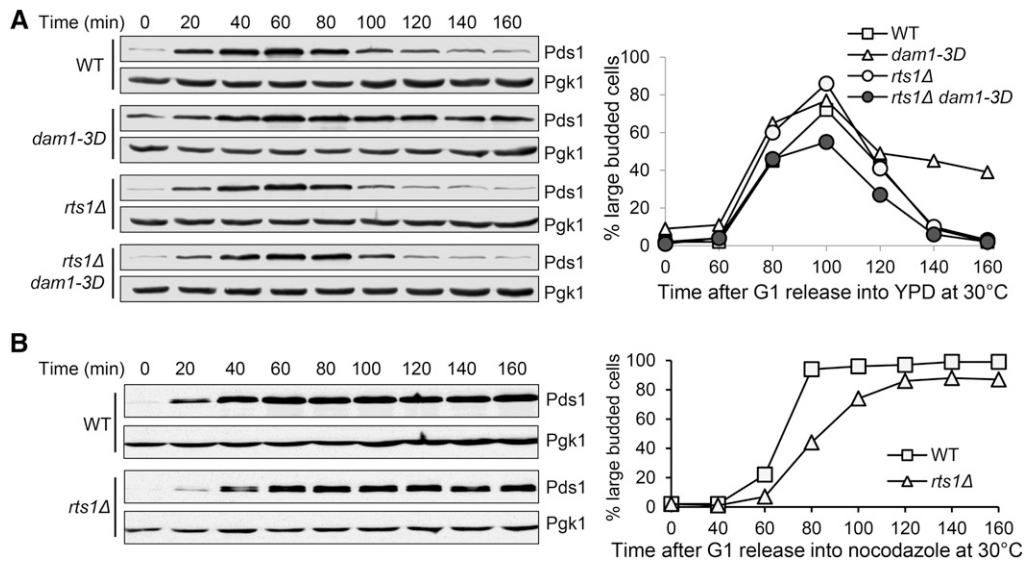 A
Time (min) 0 20 40 60 80 100 120 140 160
WT
Pds1
Pgk1
dam1-3D
Pds1
Pgk1
rts1Δ
Pds1
Pgk1
rts1Δ
dam1-3D
Pds1
Pgk1
% large budded cells
100
80
60
40
20
0
WT
dam1-3D
rts1Δ
rts1Δ dam1-3D
0 60 80 100 120 140 160
Time after G1 release into YPD at 30°C
B
Time (min) 0 20 40 60 80 100 120 140 160
WT
Pds1
Pgk1
rts1Δ
Pds1
Pgk1
% large budded cells
100
80
60
40
20
0
WT
rts1Δ
0 40 60 80 100 120 140 160
Time after G1 release into nocodazole at 30°C